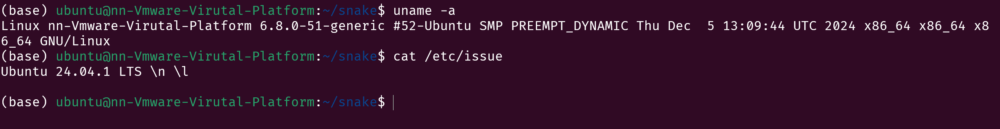 (base) ubuntu@nn-Vmware-Virutal-Platform:~/snake$ uname -a
Linux nn-Vmware-Virutal-Platform 6.8.0-51-generic #52-Ubuntu SMP PREEMPT_DYNAMIC Thu Dec  5 13:09:44 UTC 2024 x86_64 x86_64 x8
6_64 GNU/Linux
(base) ubuntu@nn-Vmware-Virutal-Platform:~/snake$ cat /etc/issue
Ubuntu 24.04.1 LTS \n \l
(base) ubuntu@nn-Vmware-Virutal-Platform:~/snake$